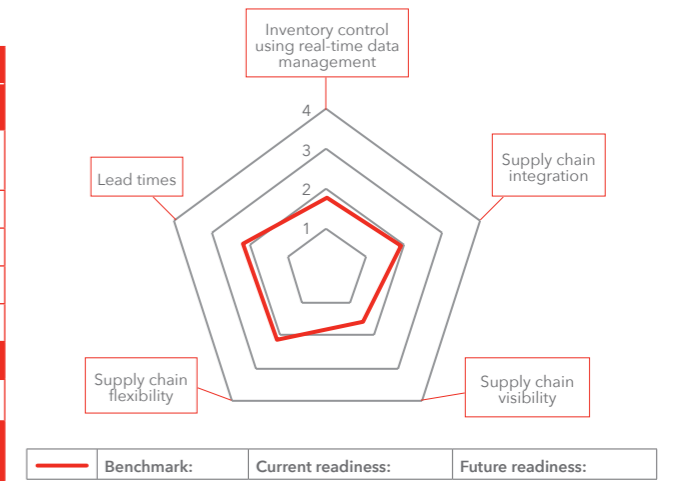 Inventory control
using real-time data
management
4
3
2
1
Lead times
Supply chain
integration
Supply chain
flexibility
Supply chain
visibility
Benchmark:
Current readiness:
Future readiness: